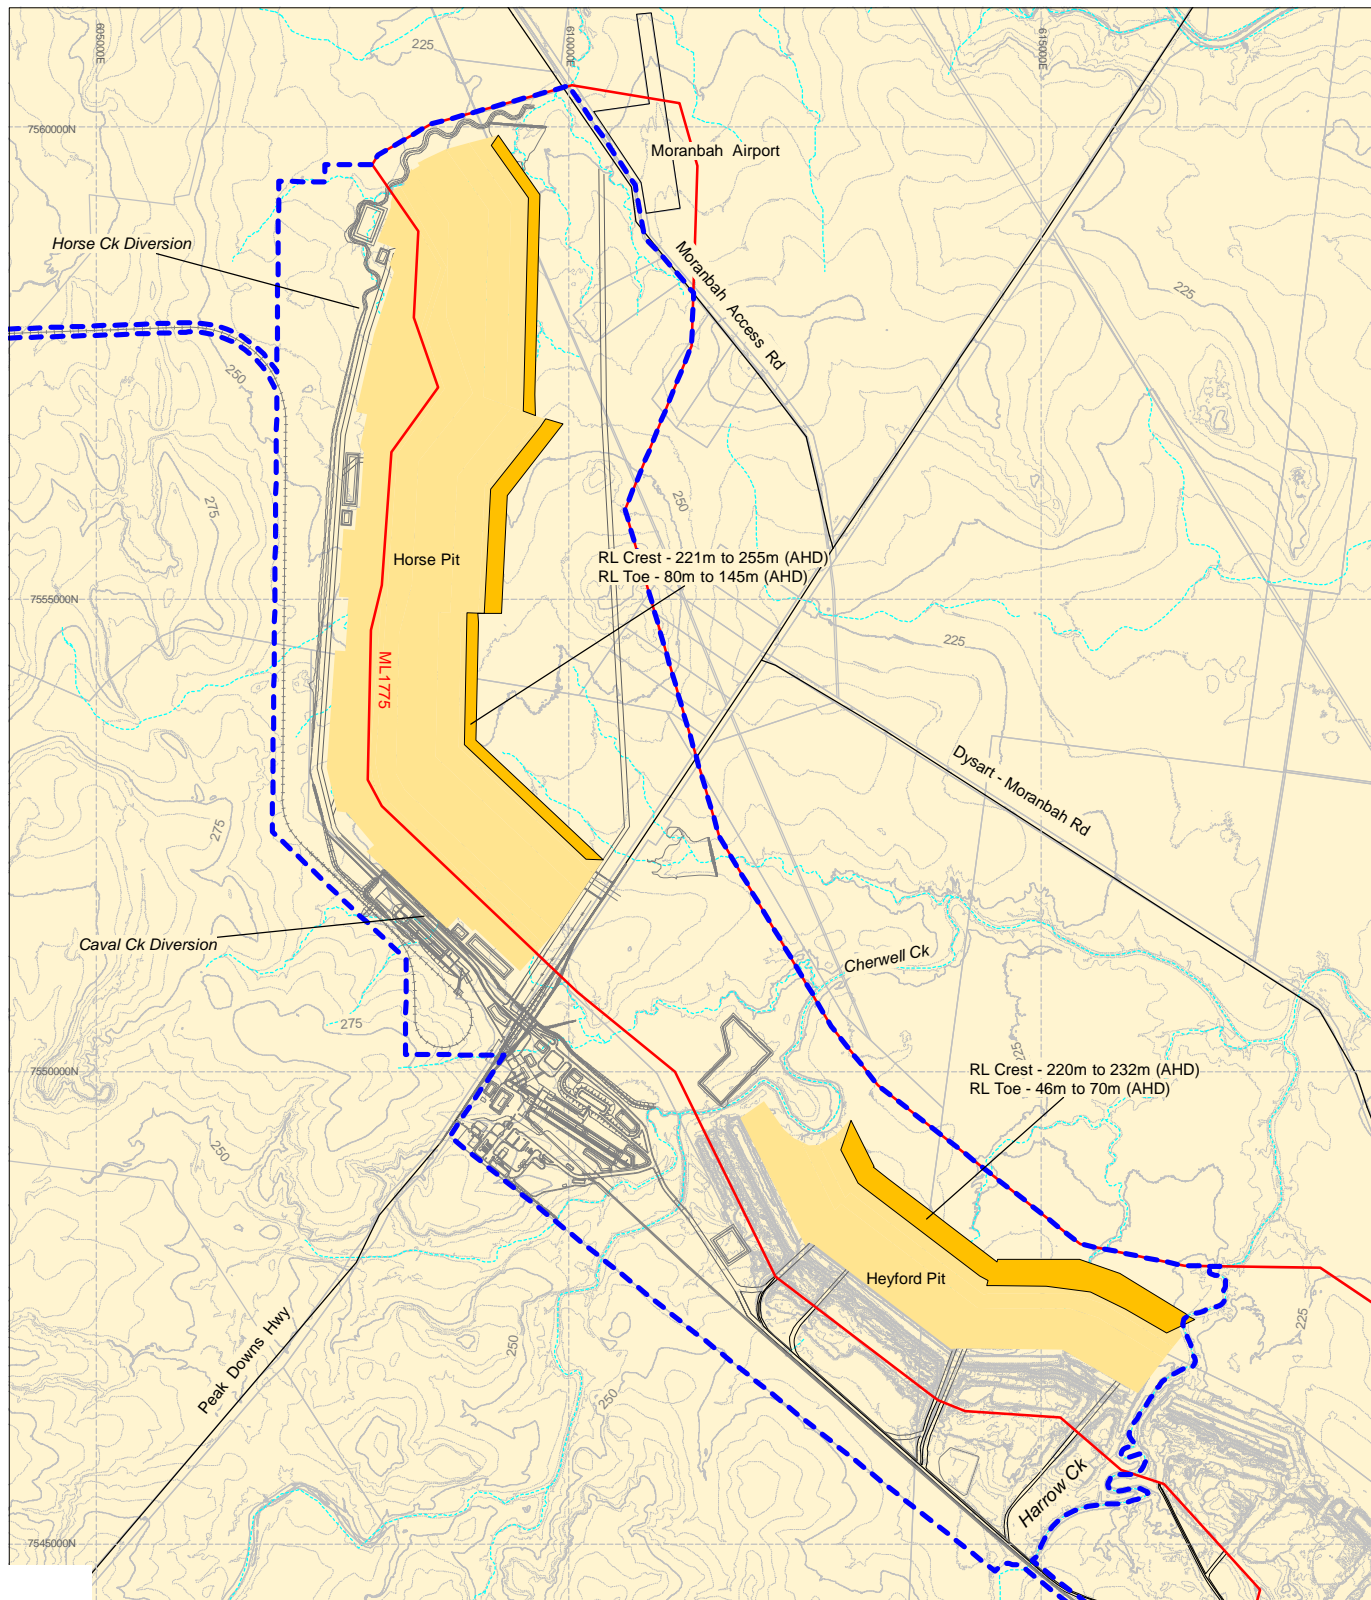 605000E
225
610000E
615000E
225
7560000N
Moranbah Airport
Horse Ck Diversion
Moranbah Access Rd
225
250
275
250
Horse Pit
RL Crest - 221m to 255m (AHD)
RL Toe - 80m to 145m (AHD)
7555000N
225
ML1775
Dysart - Moranbah Rd
275
Caval Ck Diversion
Cherwell Ck
275
225
7550000N
RL Crest - 220m to 232m (AHD)
RL Toe - 46m to 70m (AHD)
250
Heyford Pit
225
Peak Downs Hwy
250
250
Harrow Ck
7545000N